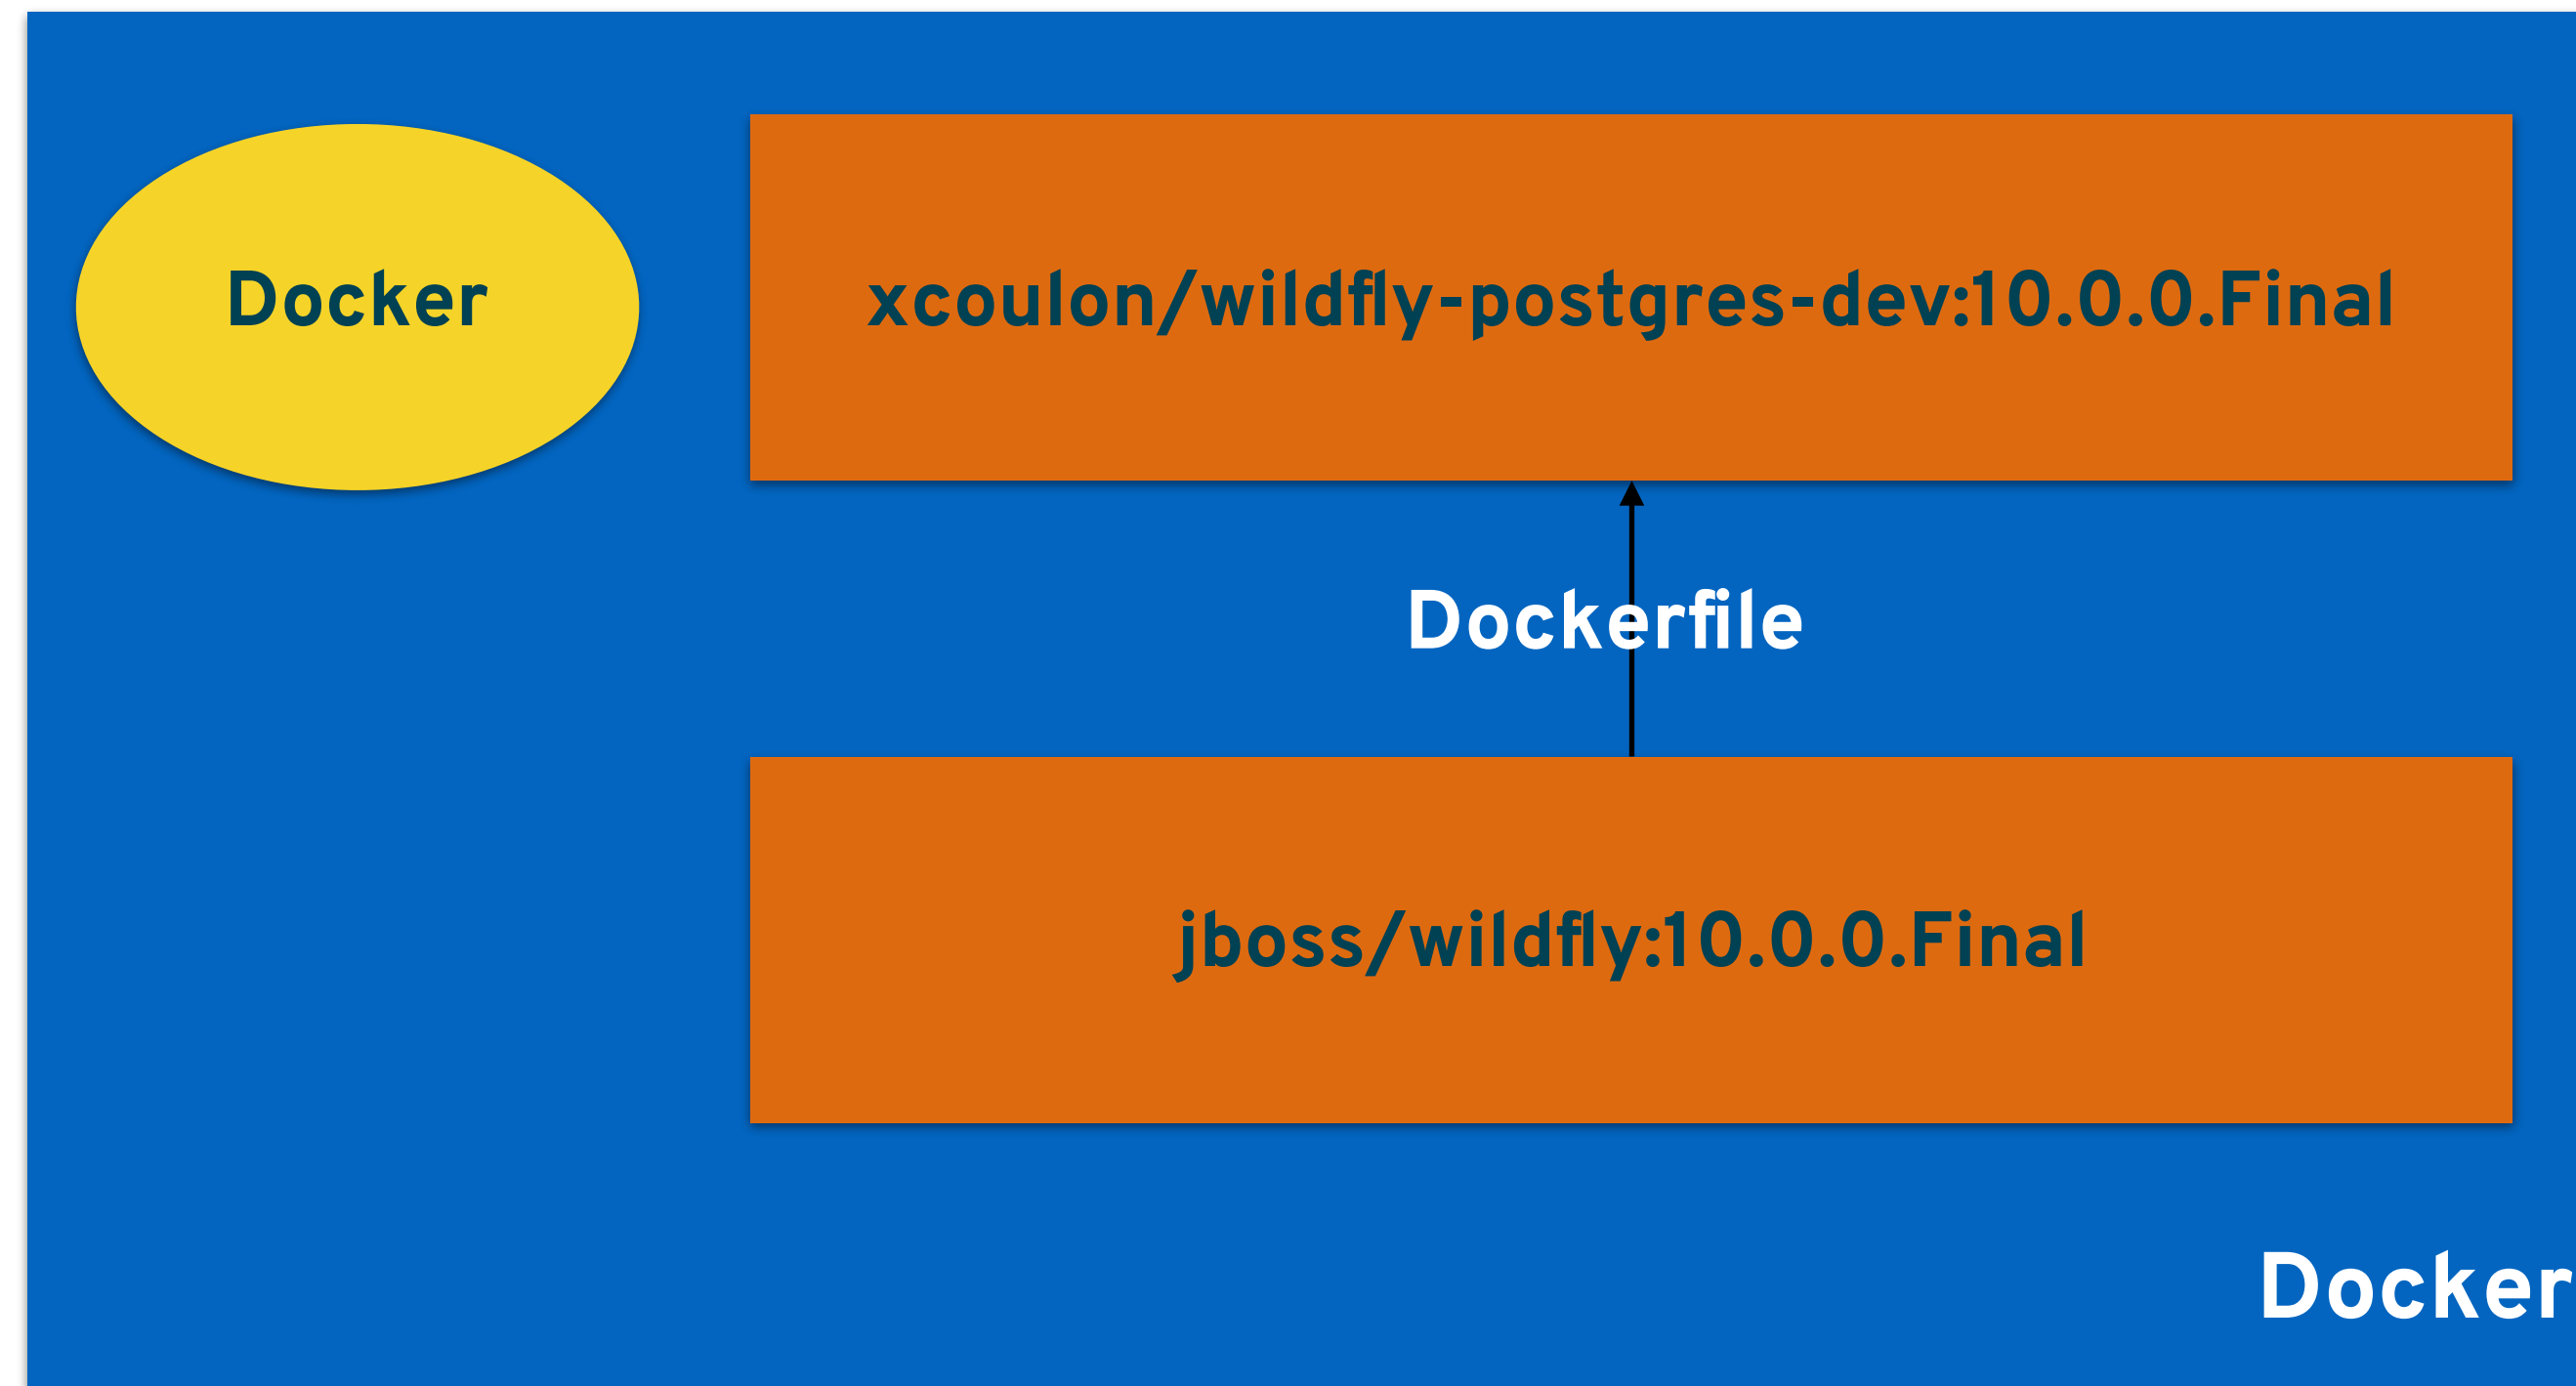 Docker
xcoulon/wildfly-postgres-dev:10.0.0.Final
Dockerfile
jboss/wildfly:10.0.0.Final
Docker